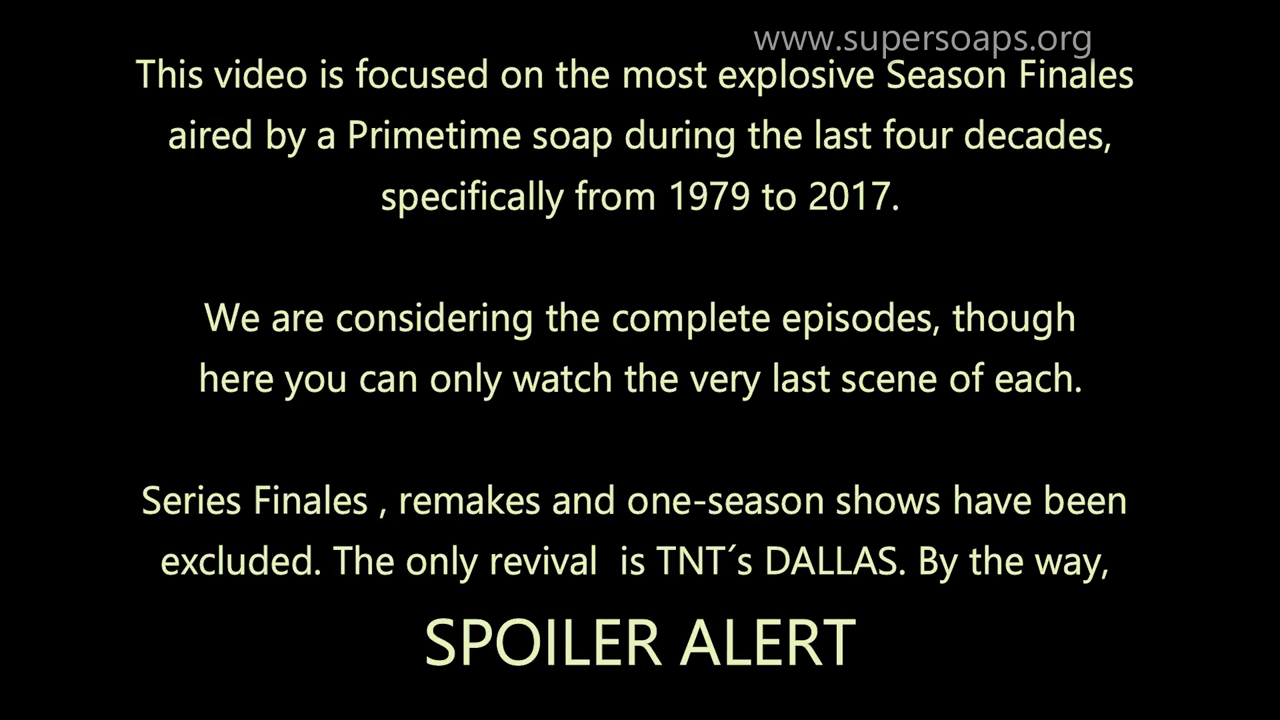 www.supersoaps.org
This video is focused on the most explosive Season Finales
aired by a Primetime soap during the last four decades,
specifically from 1979 to 2017.
We are considering the complete episodes, though
here you can only watch the very last scene of each.
Series Finales , remakes and one-season shows have been
excluded. The only revival  is TNT´s DALLAS. By the way,
SPOILER ALERT